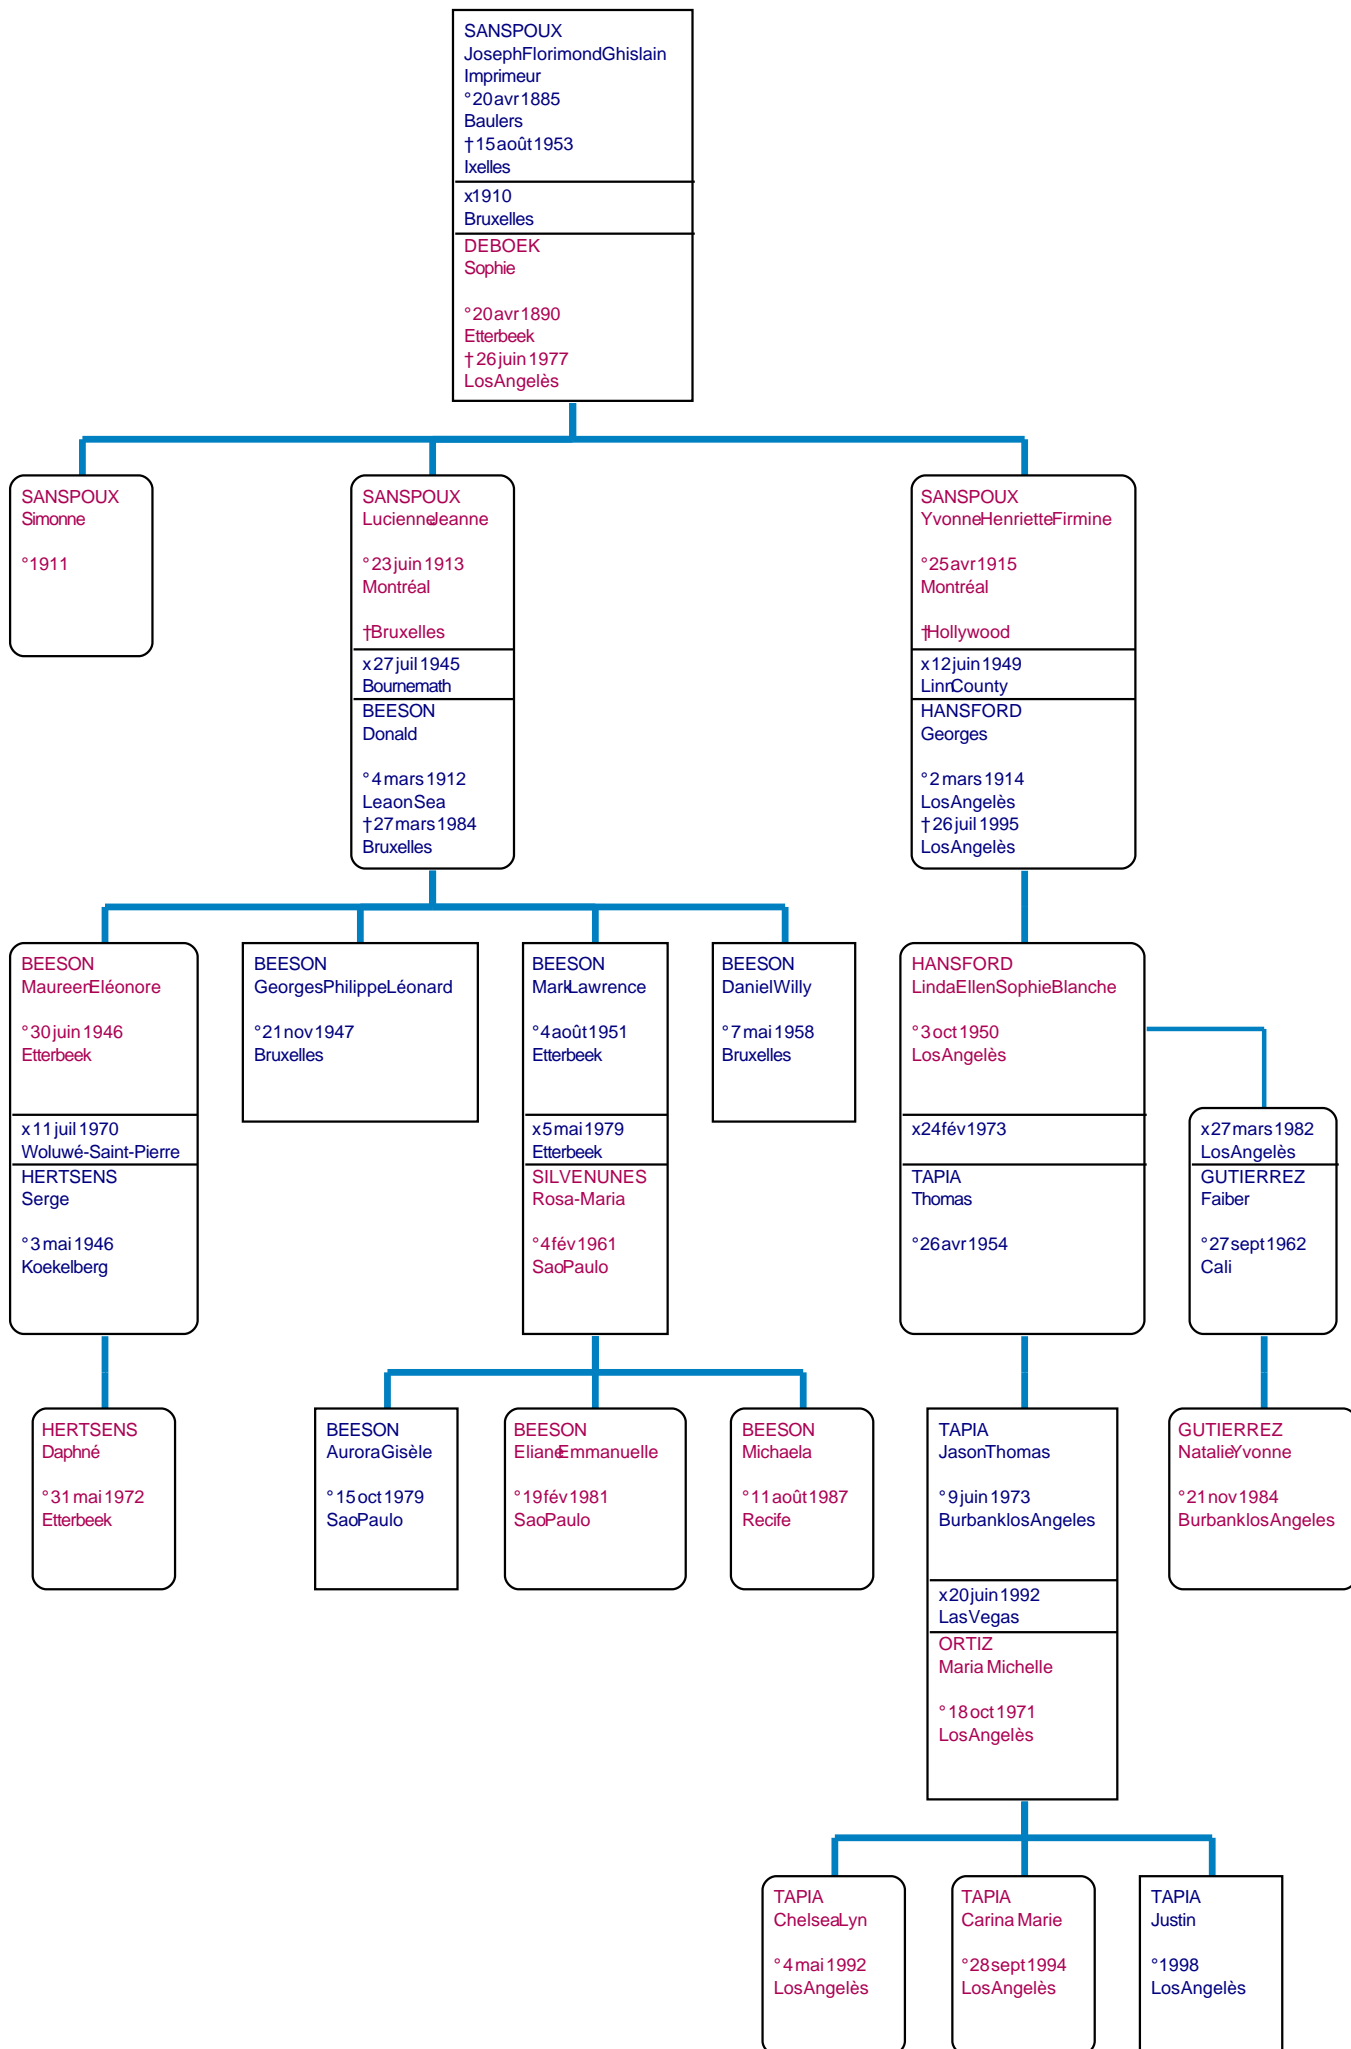 SANSPOUX
JosephFlorimondGhislain
Imprimeur
°20avr1885
Baulers
†15août1953
Ixelles
x1910
Bruxelles
DEBOEK
Sophie
°20avr1890
Etterbeek
†26juin1977
LosAngelès
SANSPOUX
Simonne
°1911
SANSPOUX
LucienneJeanne
°23juin1913
Montréal
†Bruxelles
x27juil1945
Bournemath
BEESON
Donald
°4mars1912
LeaonSea
†27mars1984
Bruxelles
SANSPOUX
YvonneHenrietteFirmine
°25avr1915
Montréal
†Hollywood
x12juin1949
LinnCounty
HANSFORD
Georges
°2mars1914
LosAngelès
†26juil1995
LosAngelès
BEESON
MaureenEléonore
°30juin1946
Etterbeek
x11juil1970
Woluwé-Saint-Pierre
HERTSENS
Serge
°3mai1946
Koekelberg
BEESON
GeorgesPhilippeLéonard
°21nov1947
Bruxelles
BEESON
MarkLawrence
°4août1951
Etterbeek
x5mai1979
Etterbeek
SILVENUNES
Rosa-Maria
°4fév1961
SaoPaulo
BEESON
DanielWilly
°7mai1958
Bruxelles
HANSFORD
LindaEllenSophieBlanche
°3oct1950
LosAngelès
x24fév1973
TAPIA
Thomas
°26avr1954
x27mars1982
LosAngelès
GUTIERREZ
Faiber
°27sept1962
Cali
HERTSENS
Daphné
°31mai1972
Etterbeek
BEESON
AuroraGisèle
°15oct1979
SaoPaulo
BEESON
ElianeEmmanuelle
°19fév1981
SaoPaulo
BEESON
Michaela
°11août1987
Recife
TAPIA
JasonThomas
°9juin1973
BurbanklosAngeles
x20juin1992
LasVegas
ORTIZ
Maria Michelle
°18oct1971
LosAngelès
GUTIERREZ
NatalieYvonne
°21nov1984
BurbanklosAngeles
TAPIA
ChelseaLyn
°4mai1992
LosAngelès
TAPIA
Carina Marie
°28sept1994
LosAngelès
TAPIA
Justin
°1998
LosAngelès